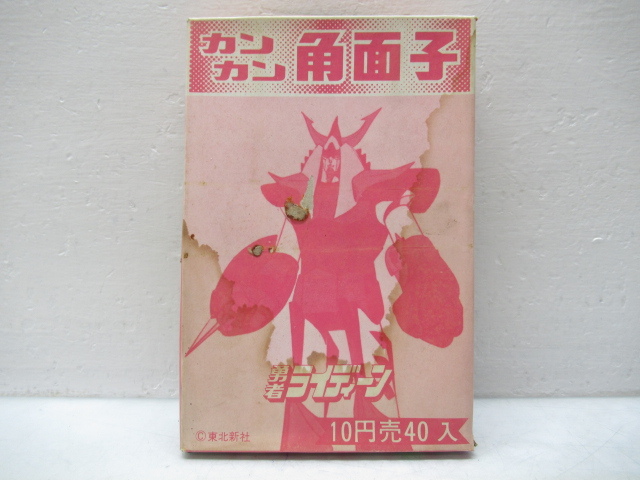 カン
カン 角面子
勇者ライディーン
©東北新社
10円売40入